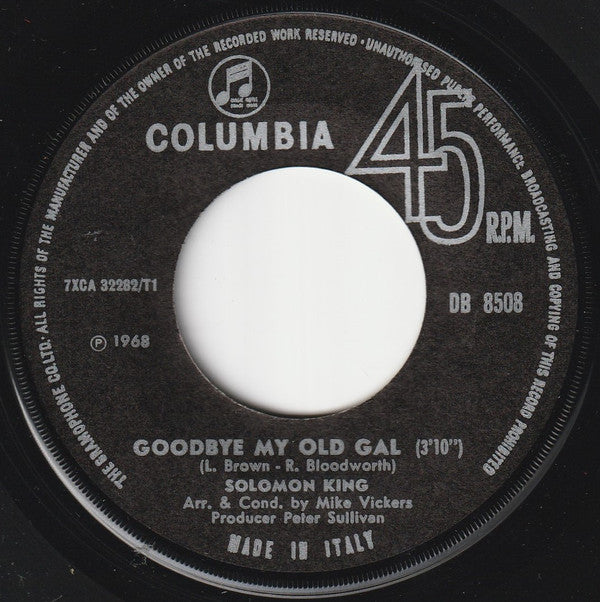 THE GRAMOPHONE CO.LTD. ALL RIGHTS OF THE MANUFACTURER AND OF THE OWNER OF THE RECORDED WORK RESERVED · UNAUTHORISED PUBLIC PERFORMANCE, BROADCASTING AND COPYING OF THIS RECORD PROHIBITED
COLUMBIA
45
R.P.M.
7XCA 32282/T1
DB 8508
Ⓟ 1968
GOODBYE MY OLD GAL (3'10")
(L. Brown - R. Bloodworth)
SOLOMON KING
Arr. & Cond. by Mike Vickers
Producer Peter Sullivan
MADE IN ITALY